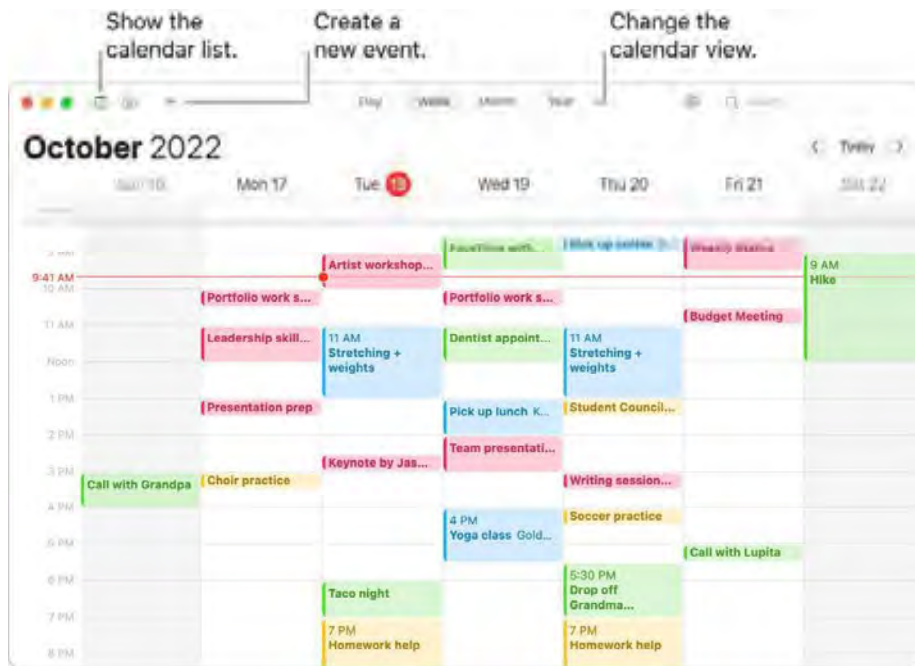 Show the
calendar list.
Create a
new event.
Change the
calendar view.
Day Week Month Year
October 2022
Today
Mon 17 Tue 18 Wed 19 Thu 20 Fri 21 Sat 22
9:41 AM
10 AM
11 AM
Noon
1 PM
2 PM
3 PM
4 PM
5 PM
6 PM
7 PM
8 PM
Call with Grandpa
Portfolio work s...
Leadership skill...
Presentation prep
Choir practice
Artist workshop...
11 AM
Stretching +
weights
Keynote by Jas...
Taco night
7 PM
Homework help
FaceTime with...
Portfolio work s...
Dentist appoint...
Pick up lunch K...
Team presentati...
4 PM
Yoga class Gold...
11 AM
Stretching +
weights
Student Council...
Writing session...
Soccer practice
5:30 PM
Drop off
Grandma...
7 PM
Homework help
Budget Meeting
Call with Lupita
9 AM
Hike